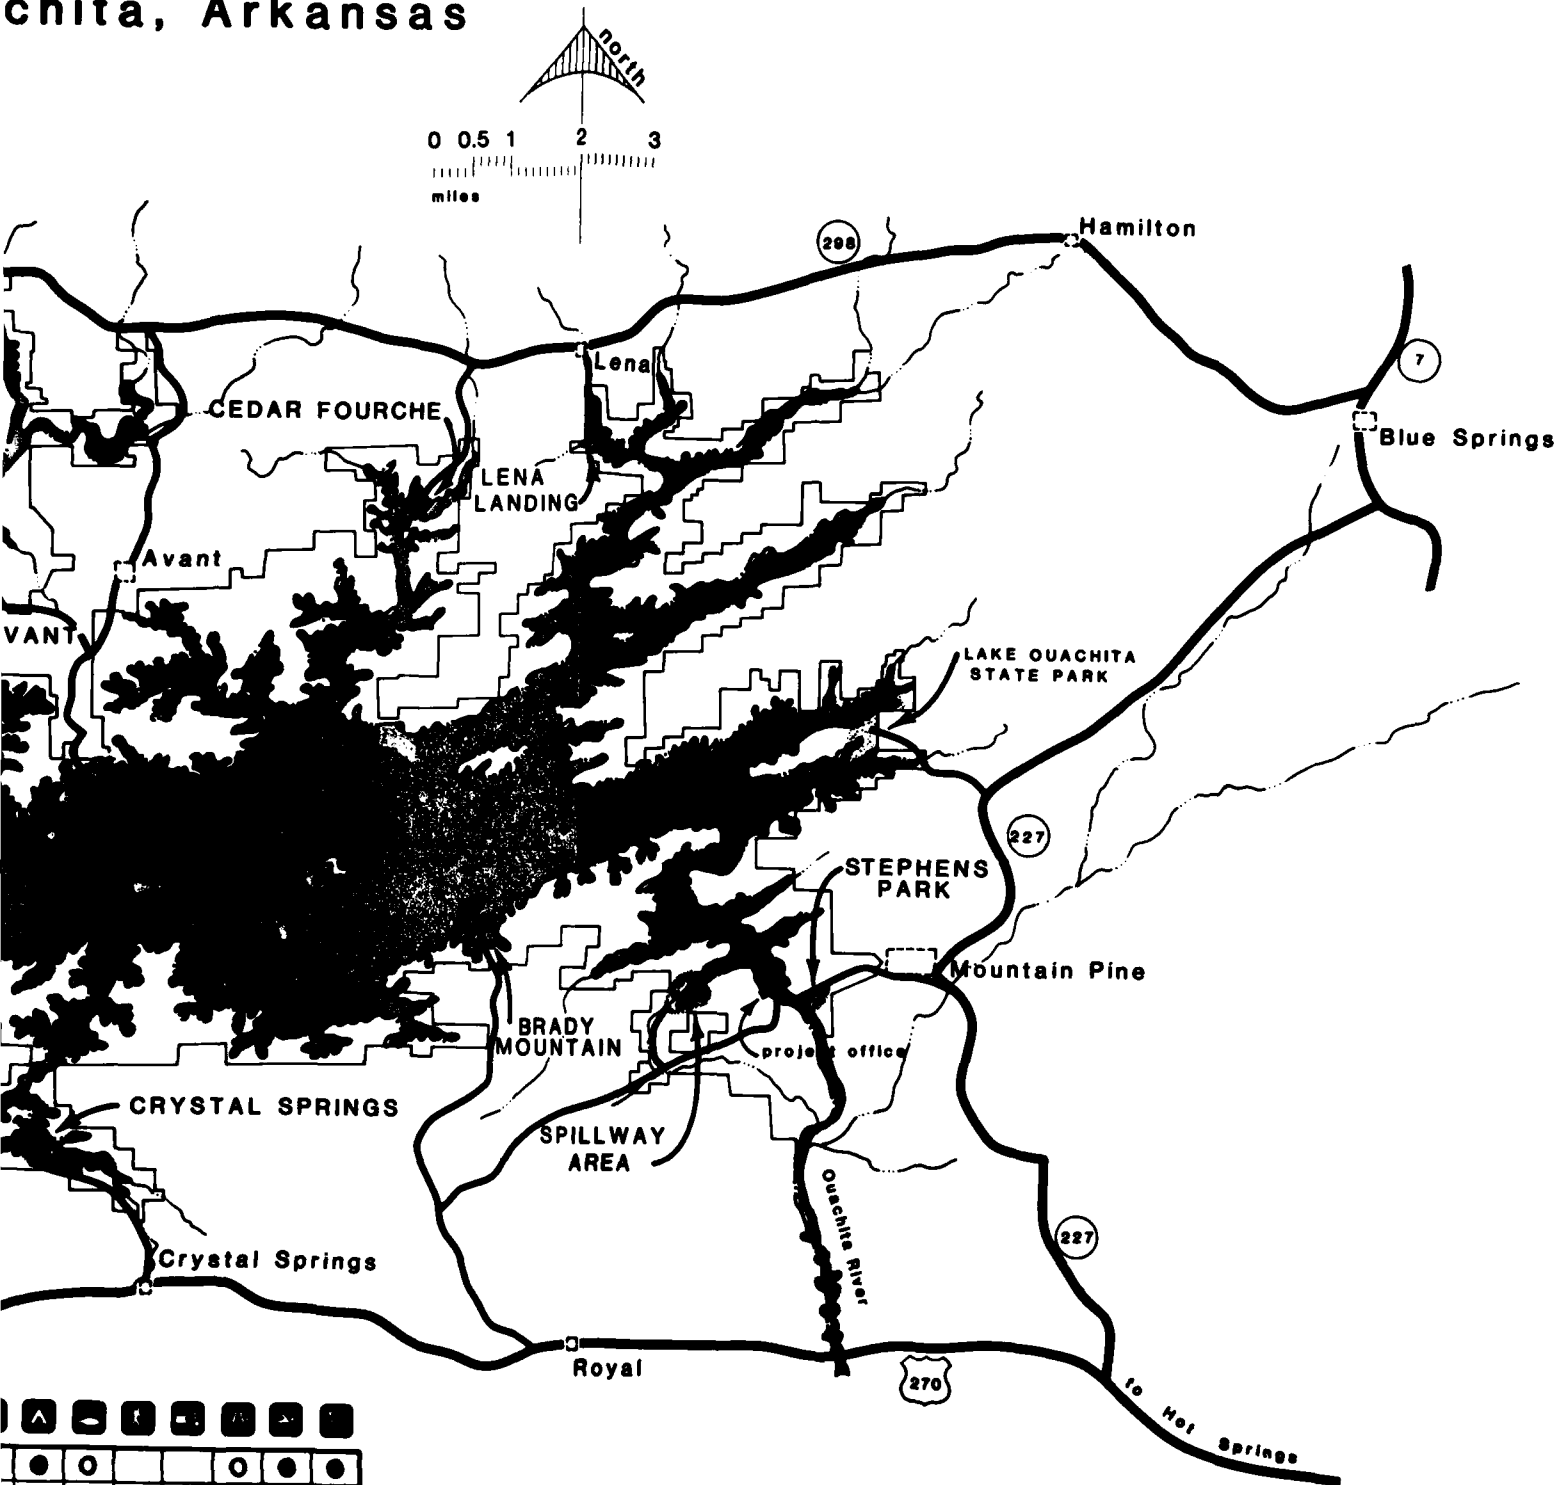 chita, Arkansas
north
0 0.5 1 2 3
miles
Hamilton
298
7
Lena
CEDAR FOURCHE
Blue Springs
LENA
LANDING
Avant
VANT
LAKE OUACHITA
STATE PARK
227
STEPHENS
PARK
Mountain Pine
BRADY
MOUNTAIN
project office
CRYSTAL SPRINGS
SPILLWAY
AREA
Ouachita River
227
Crystal Springs
Royal
270
to Hot Springs